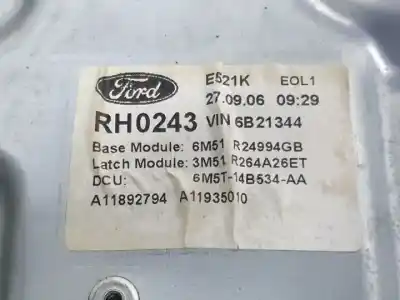 Ford
E521K EOL1
27.09.06 09:29
RH0243 VIN 6B21344
Base Module: 6M51 R24994GB
Latch Module: 3M51 R264A26ET
DCU: 6M5T-14B534-AA
A11892794 A11935010